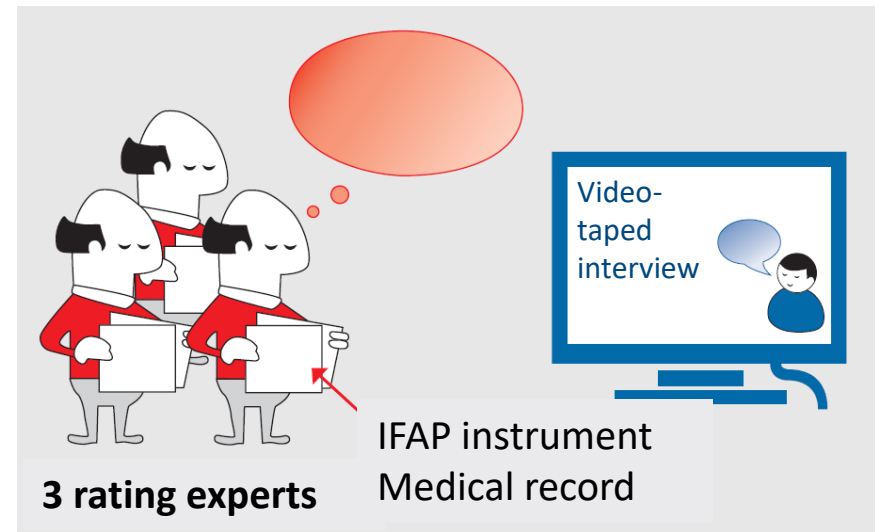 Video-
taped
interview
IFAP instrument
Medical record
3 rating experts